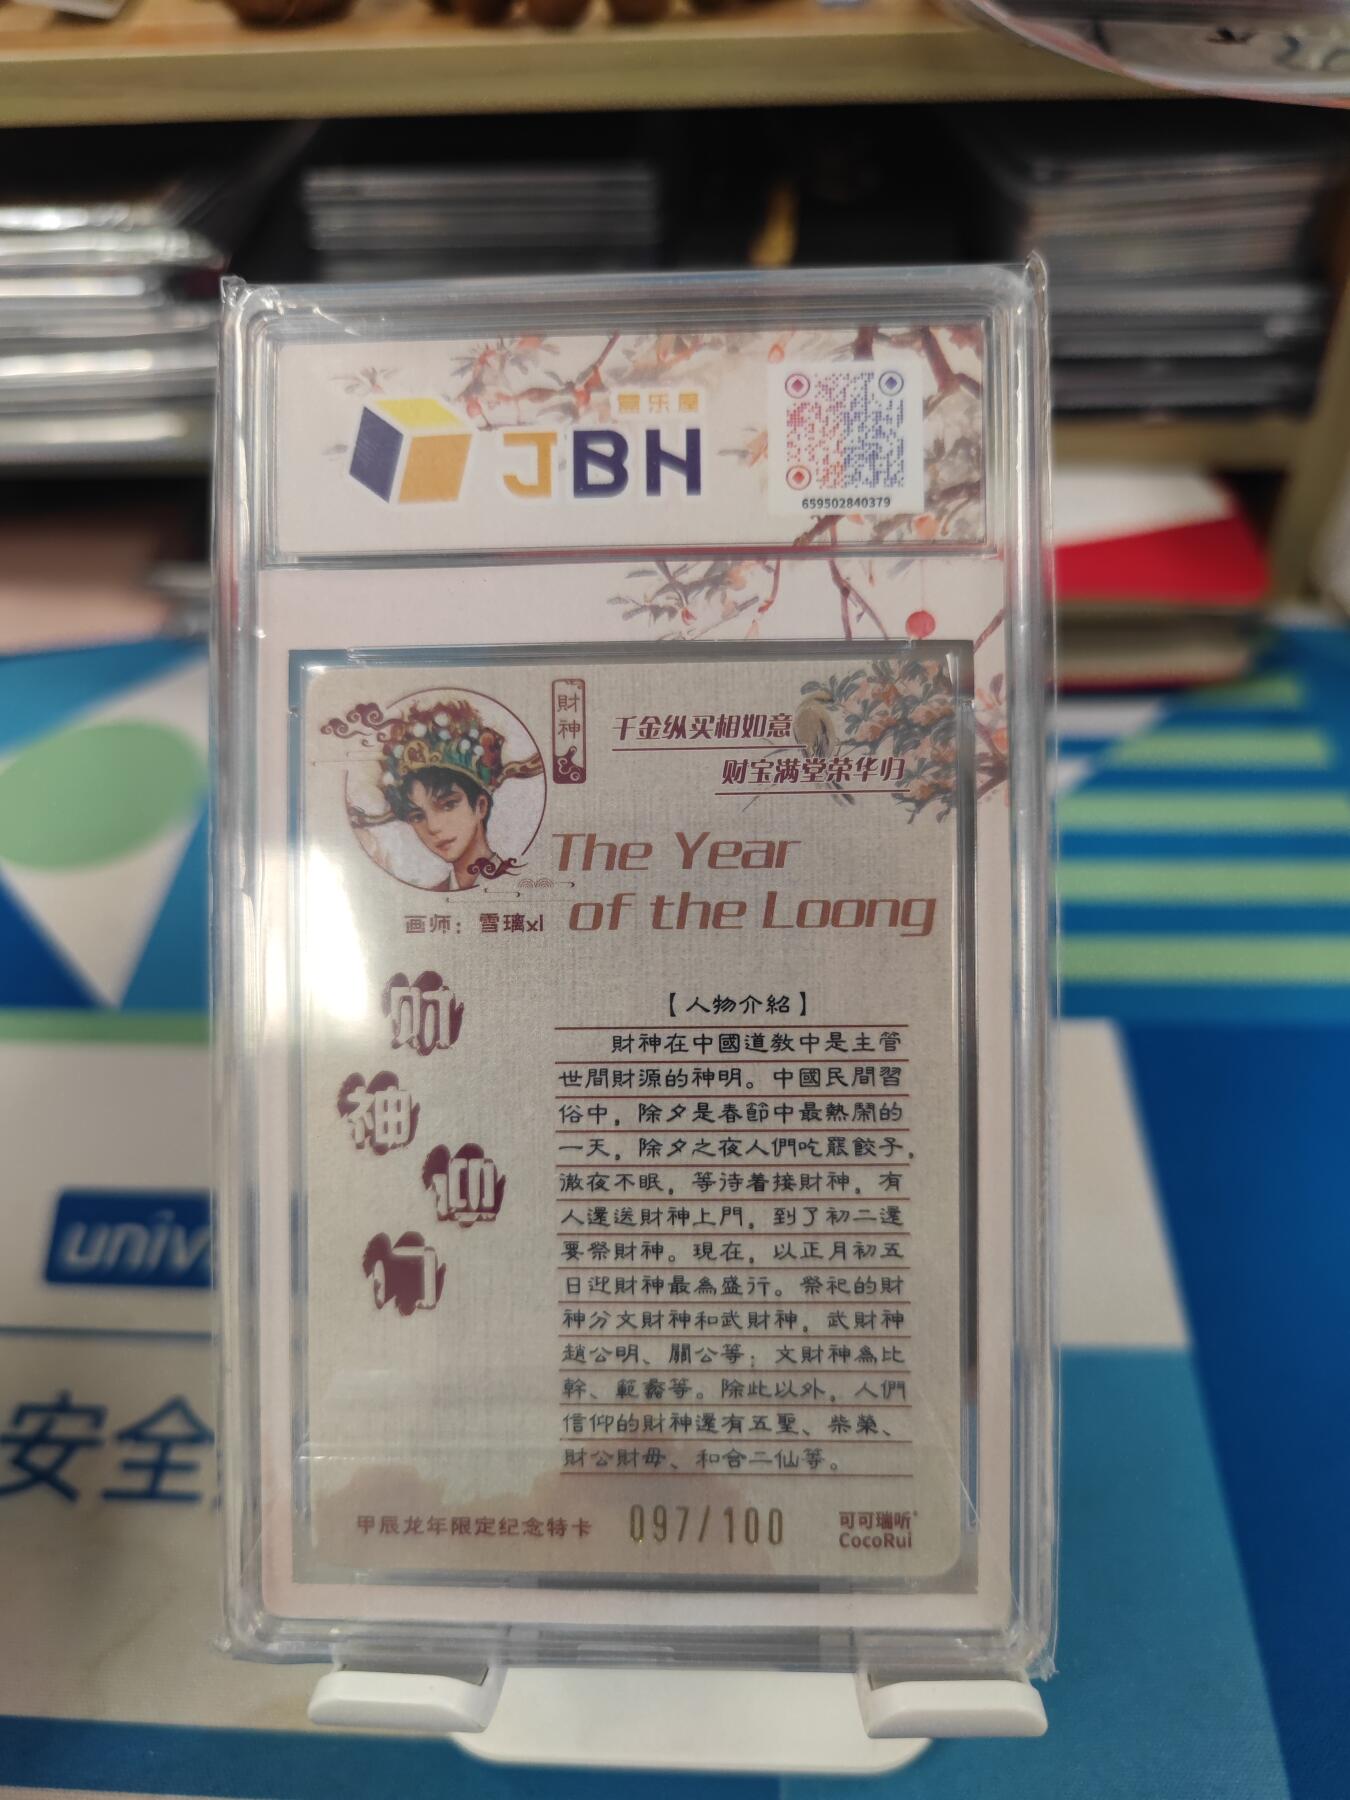 盒乐屋
JBH
659502840379
財神
千金纵买相如意
财宝满堂荣华归
The Year
of the Loong
画师：雪璃xl
【人物介紹】
財神在中國道教中是主管
世間財源的神明。中國民間習
俗中，除夕是春節中最熱鬧的
一天，除夕之夜人們吃罷餃子，
徹夜不眠，等待着接財神，有
人還送財神上門，到了初二還
要祭財神。現在，以正月初五
日迎財神最為盛行。祭祀的財
神分文財神和武財神，武財神
趙公明、關公等；文財神為比
幹、範蠡等。除此以外，人們
信仰的財神還有五聖、柴榮、
財公財母、和合二仙等。
甲辰龙年限定纪念特卡
097/100
可可瑞听
CocoRui
univ
安全